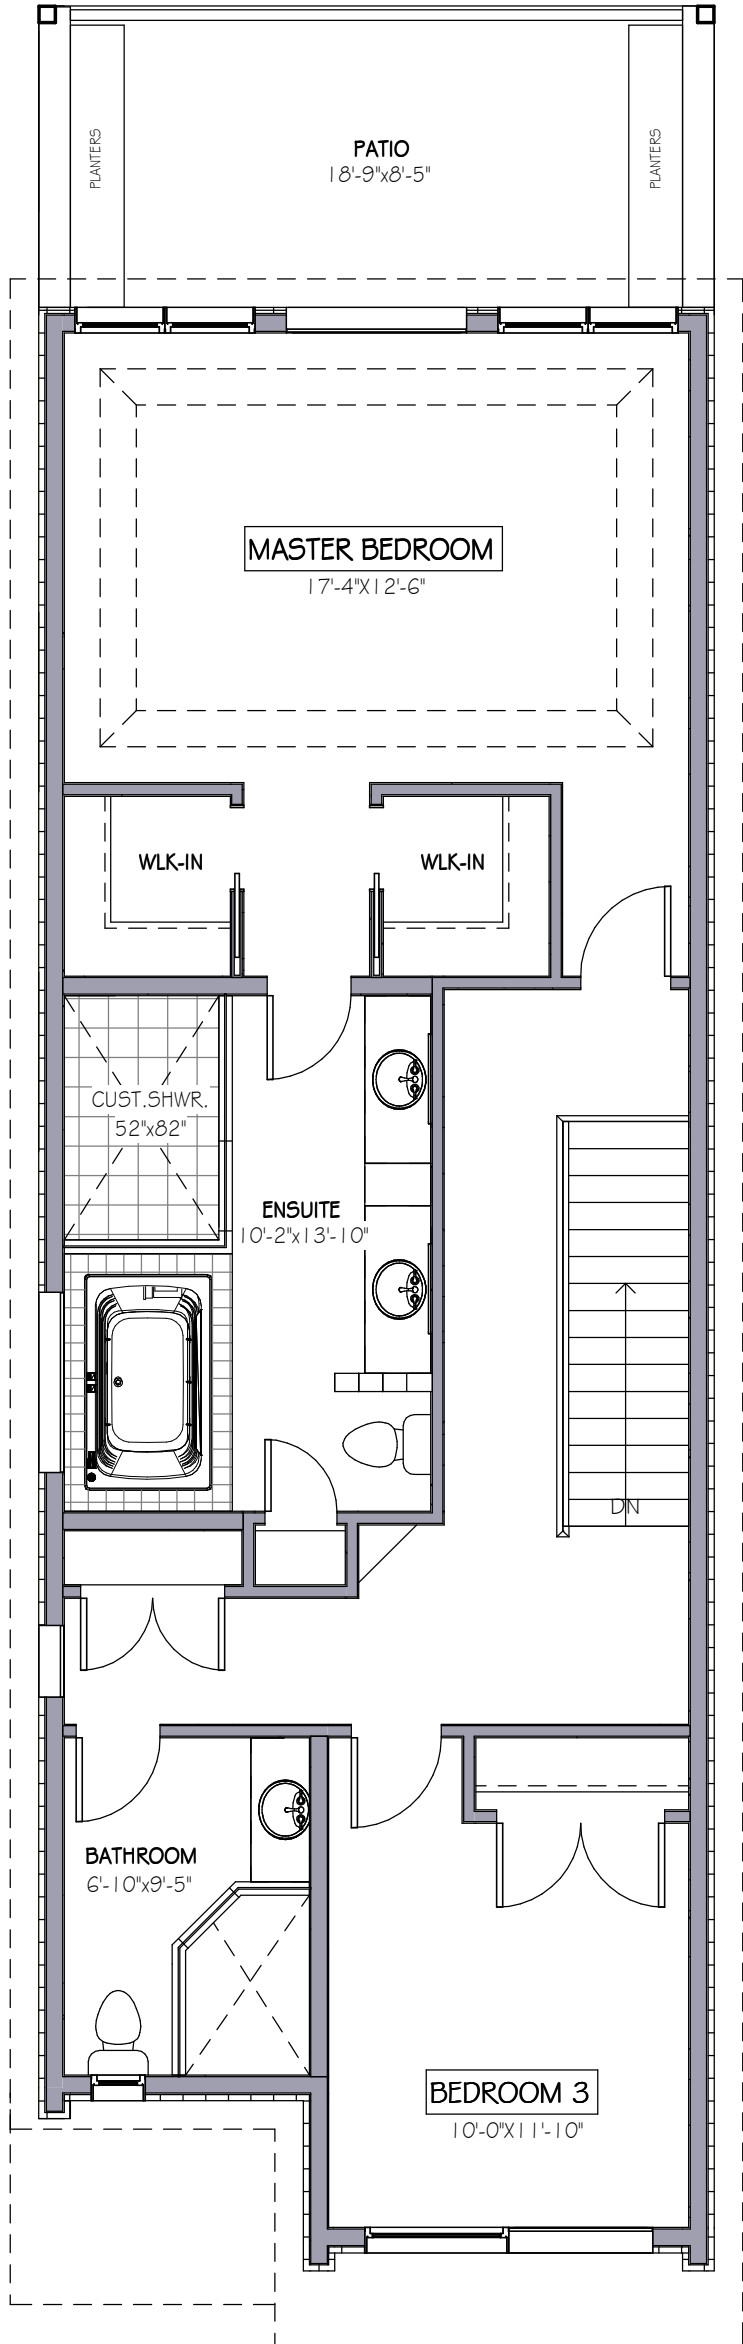 PLANTERS
PATIO
18'-9"x8'-5"
PLANTERS
MASTER BEDROOM
17'-4"X12'-6"
WLK-IN
WLK-IN
CUST.SHWR.
52"x82"
ENSUITE
10'-2"x13'-10"
DN
BATHROOM
6'-10"x9'-5"
BEDROOM 3
10'-0"X11'-10"